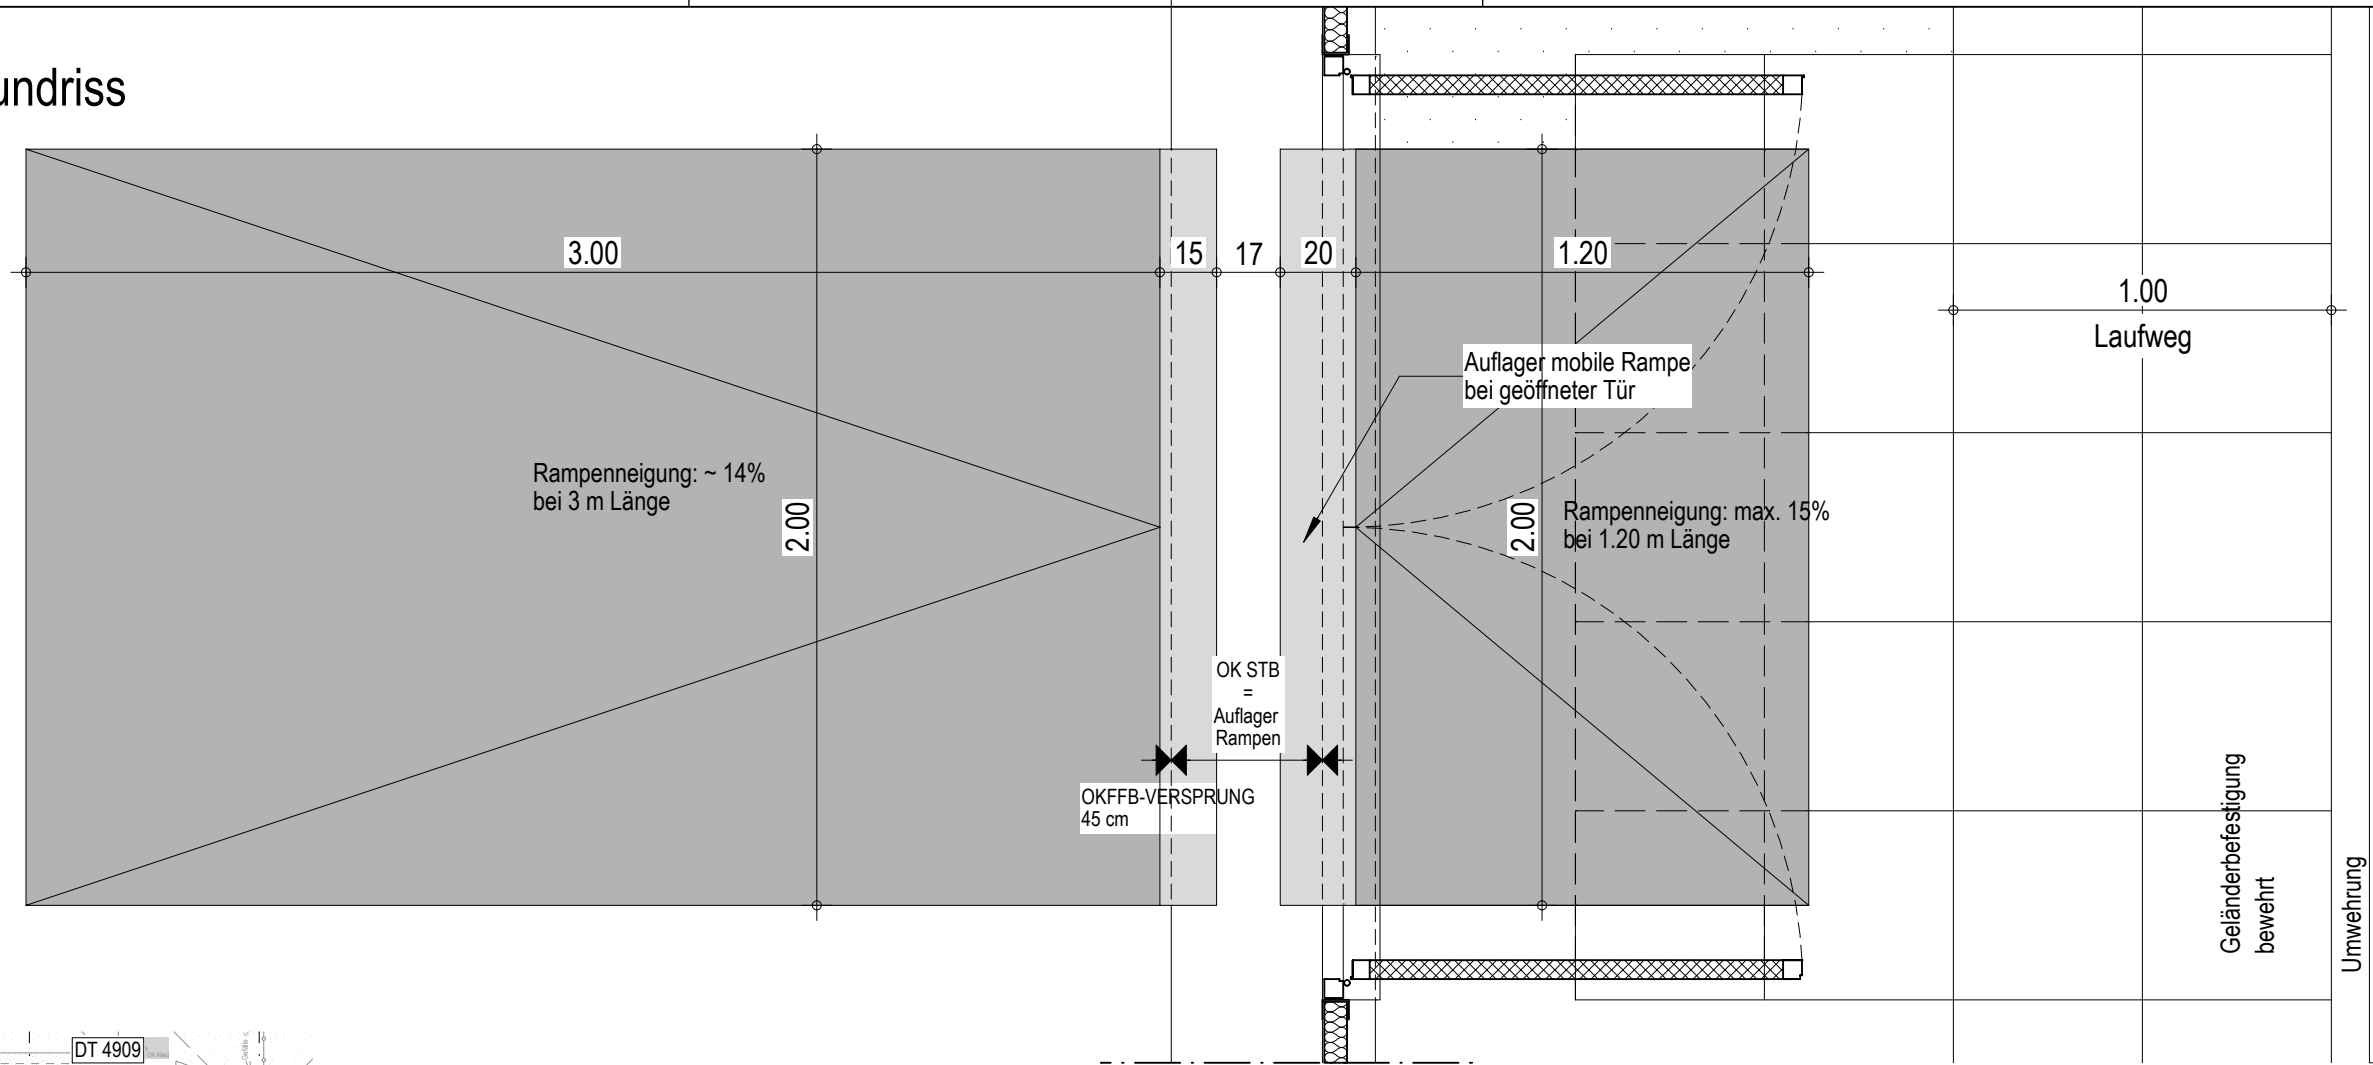 undriss
3.00
15
17
20
1.20
1.00
Laufweg
Auflager mobile Rampe
bei geöffneter Tür
Rampenneigung: ~ 14%
bei 3 m Länge
2.00
2.00
Rampenneigung: max. 15%
bei 1.20 m Länge
OK STB
=
Auflager
Rampen
OKFFB-VERSPRUNG
45 cm
Geländerbefestigung
bewehrt
Umwehrung
DT 4909